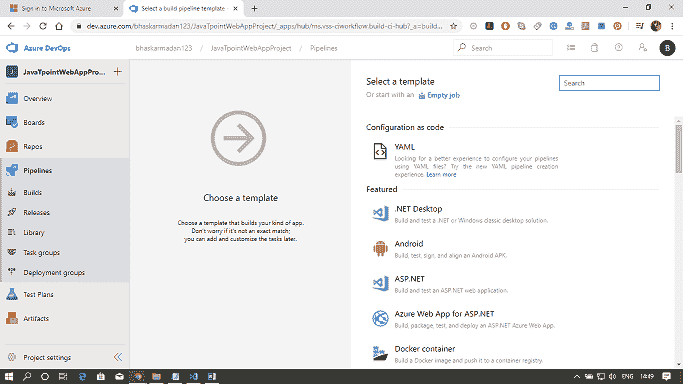 Sign in to Microsoft Azure
Select a build pipeline template -
dev.azure.com/bhaskarmadan123/JavaTpointWebAppProject/_apps/hub/ms.vss-ciworkflow.build-ci-hub?_a=build...
Azure DevOps
bhaskarmadan123 / JavaTpointWebAppProject / Pipelines
Search
B
JavaTpointWebAppPro...
Overview
Boards
Repos
Pipelines
Builds
Releases
Library
Task groups
Deployment groups
Test Plans
Artifacts
Project settings
Choose a template
Choose a template that builds your kind of app.
Don't worry if it's not an exact match;
you can add and customize the tasks later.
Select a template
Or start with an Empty job
Search
Configuration as code
YAML
Looking for a better experience to configure your pipelines
using YAML files? Try the new YAML pipeline creation
experience. Learn more
Featured
.NET Desktop
Build and test a .NET or Windows classic desktop solution.
Android
Build, test, sign, and align an Android APK.
ASP.NET
Build and test an ASP.NET web application.
Azure Web App for ASP.NET
Build, package, test, and deploy an ASP.NET Azure Web App.
Docker container
Build a Docker image and push it to a container registry.
ENG
14:49